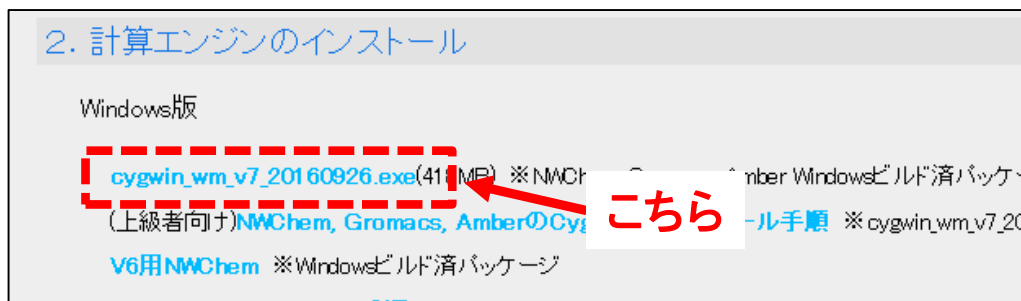 2. 計算エンジンのインストール
Windows版
cygwin_wm_v7_20160926.exe(418MB) ※NWCh Amber Windowsビルド済パッケー
こちら
(上級者向け)NWChem, Gromacs, AmberのCyg ール手順 ※cygwin_wm_v7_20
V6用NWChem ※Windowsビルド済パッケージ